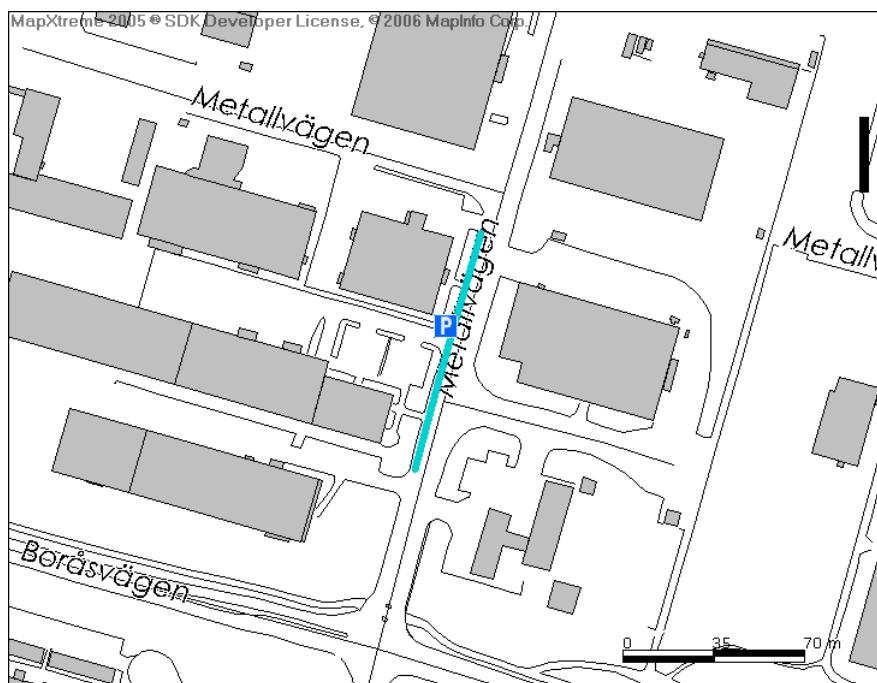 MapXtreme 2005 ® SDK Developer License, © 2006 MapInfo Corp.
Metallvägen
Metallvägen
Metallv
P
Boråsvägen
0 35 70 m